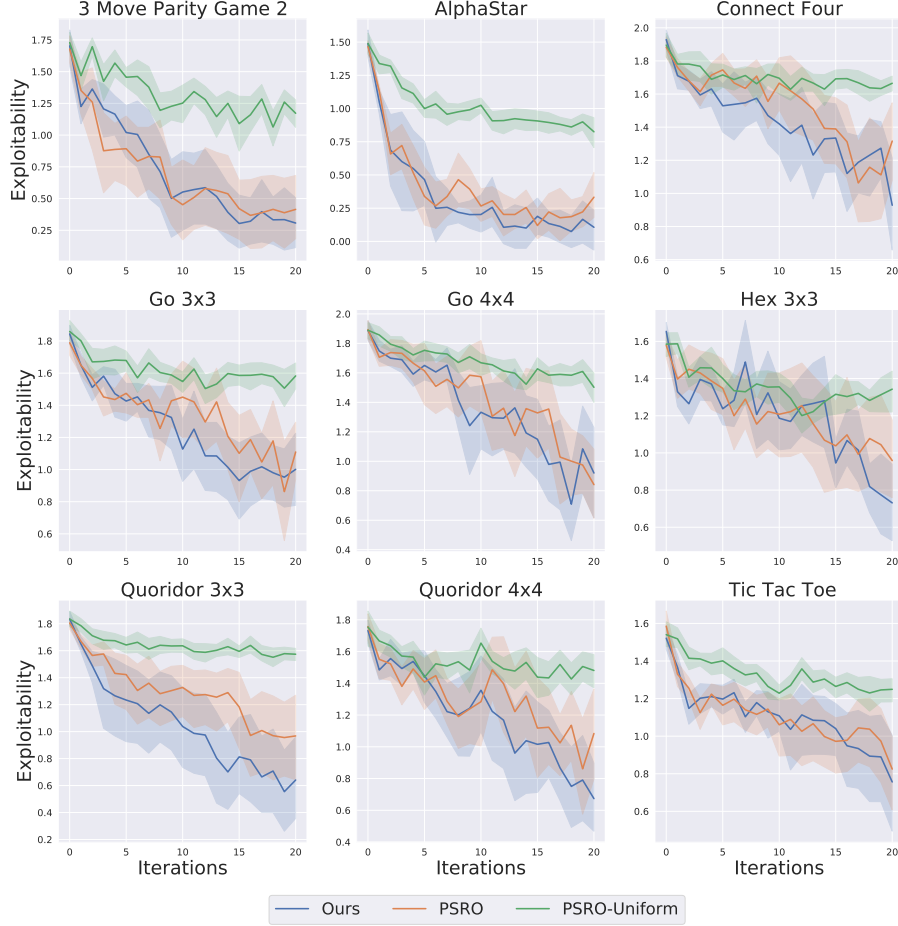 3 Move Parity Game 2
AlphaStar
Connect Four
Exploitability
1.75
1.50
1.25
1.00
0.75
0.50
0.25
0 5 10 15 20
1.50
1.25
1.00
0.75
0.50
0.25
0.00
0 5 10 15 20
2.0
1.8
1.6
1.4
1.2
1.0
0.8
0.6
0 5 10 15 20
Go 3x3
Go 4x4
Hex 3x3
Exploitability
1.8
1.6
1.4
1.2
1.0
0.8
0.6
0 5 10 15 20
2.0
1.8
1.6
1.4
1.2
1.0
0.8
0.6
0.4
0 5 10 15 20
1.6
1.4
1.2
1.0
0.8
0.6
0 5 10 15 20
Quoridor 3x3
Quoridor 4x4
Tic Tac Toe
Exploitability
1.8
1.6
1.4
1.2
1.0
0.8
0.6
0.4
0.2
0 5 10 15 20
Iterations
1.8
1.6
1.4
1.2
1.0
0.8
0.6
0.4
0 5 10 15 20
Iterations
1.6
1.4
1.2
1.0
0.8
0.6
0 5 10 15 20
Iterations
Ours PSRO PSRO-Uniform